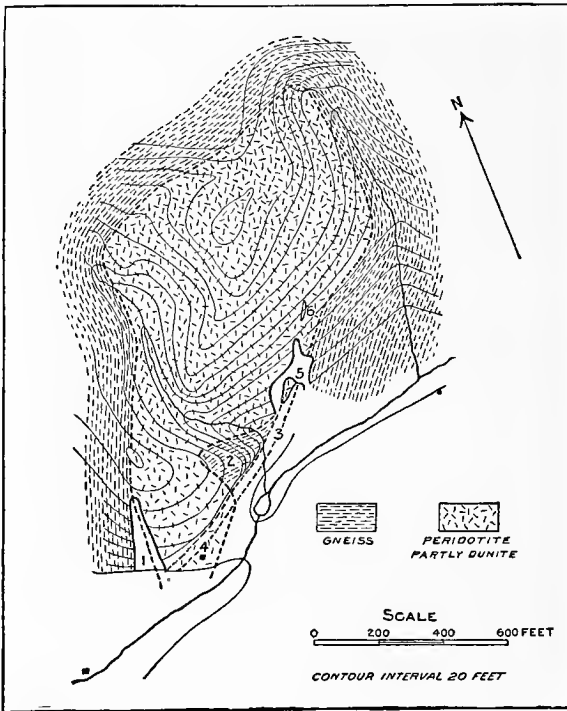 N
6
5
3
2
4
1
GNEISS
PERIDOTITE
PARTLY DUNITE
SCALE
0 200 400 600 FEET
CONTOUR INTERVAL 20 FEET